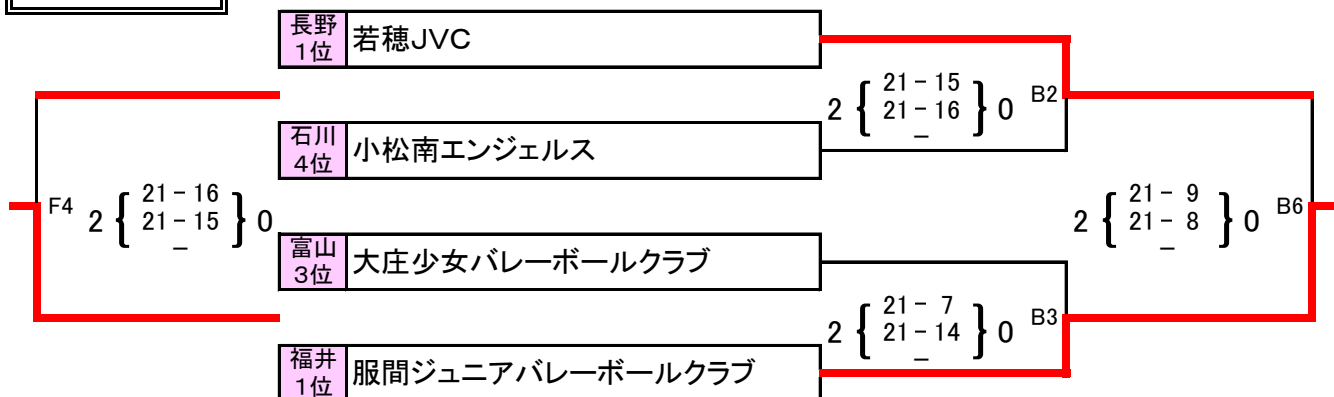 長野
1位
若穂JVC
2 { 21-15 } 0 B2
21-16
–
石川
4位
小松南エンジェルス
F4 2 { 21-16 } 0
21-15
–
2 { 21- 9 } 0 B6
21- 8
–
富山
3位
大庄少女バレーボールクラブ
2 { 21- 7 } 0 B3
21-14
–
福井
1位
服間ジュニアバレーボールクラブ